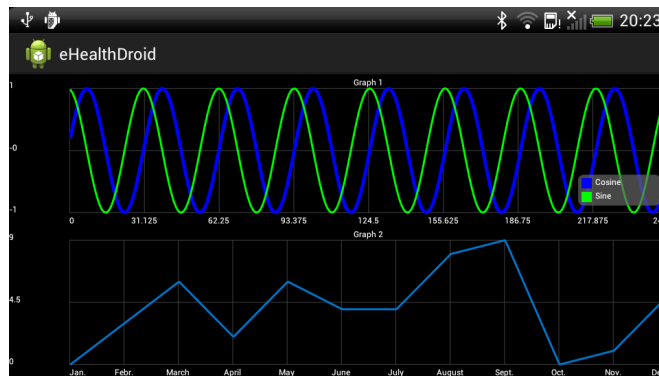 20:23
eHealthDroid
Graph 1
1
-0
-1
Cosine
Sine
0 31.125 62.25 93.375 124.5 155.625 186.75 217.875
Graph 2
9
4.5
0
Jan. Febr. March April May June July August Sept. Oct. Nov.